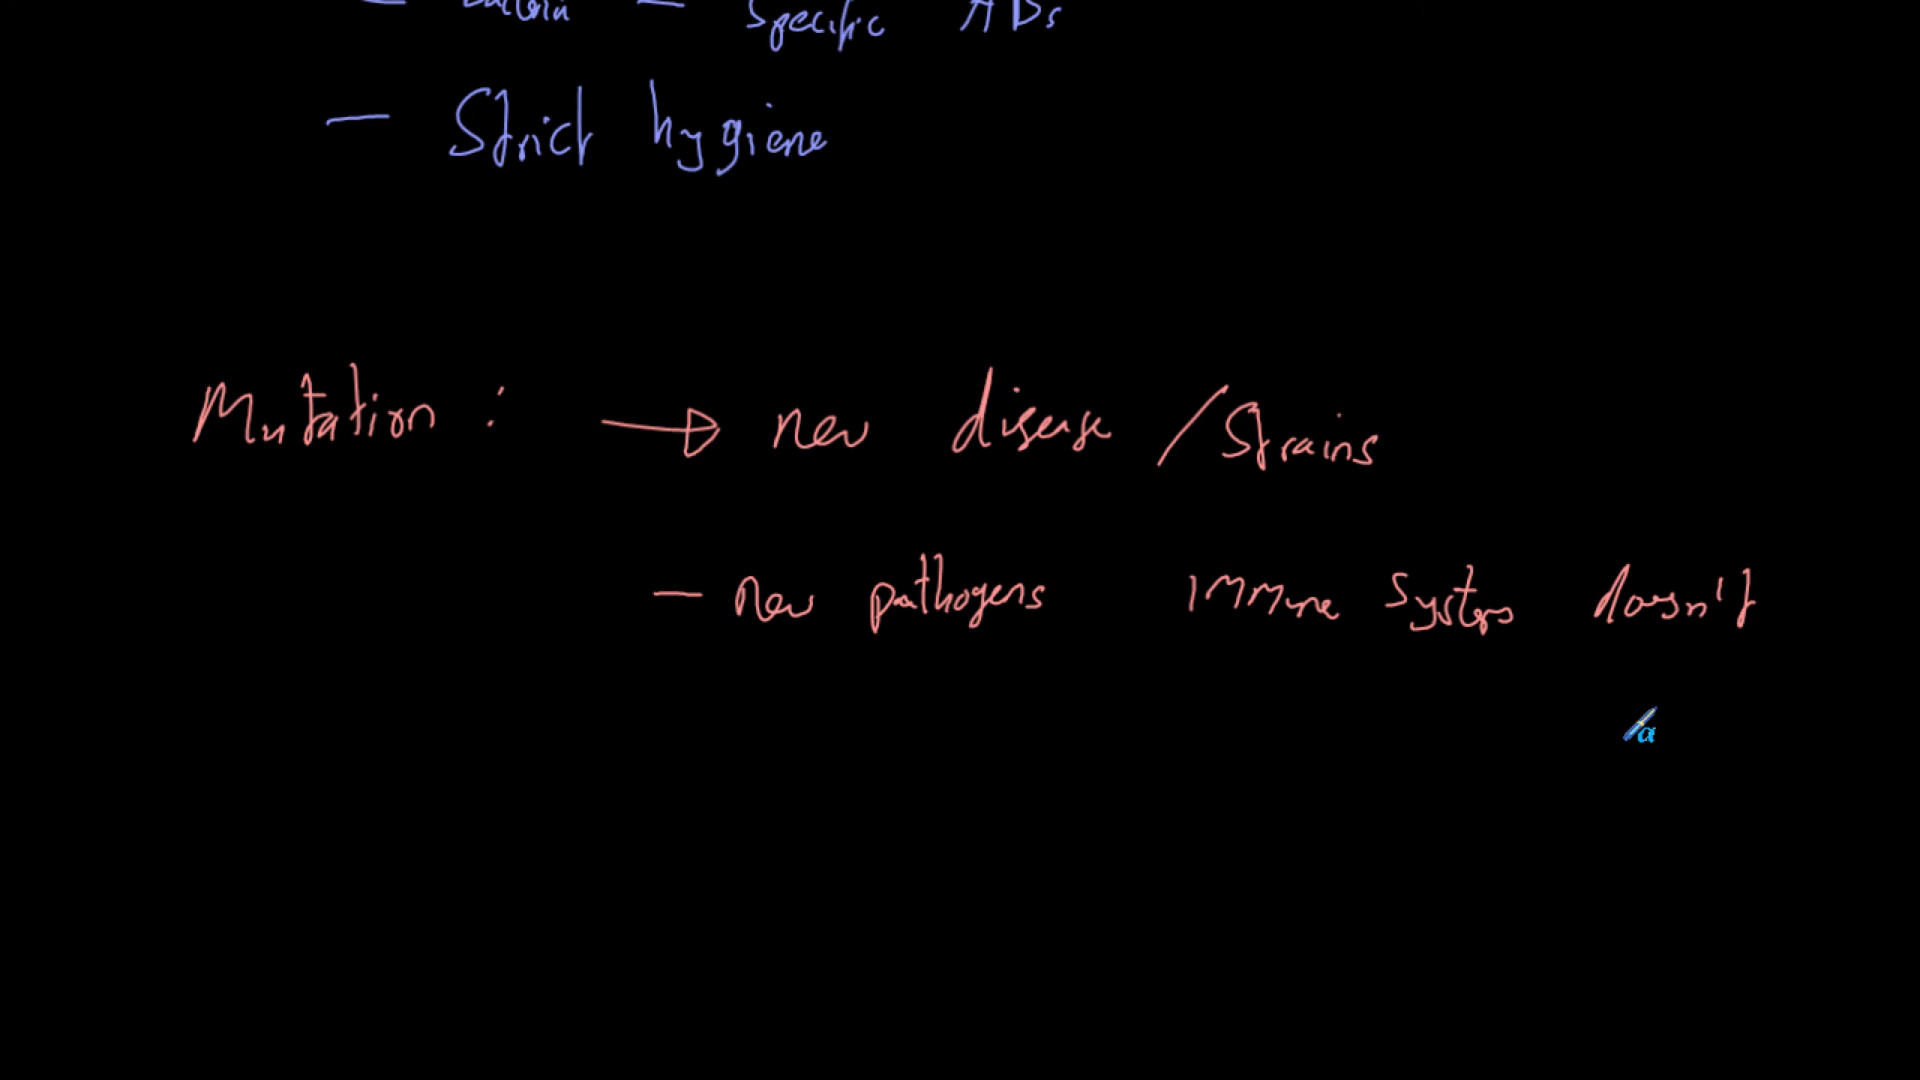 — Specific ABs
— Strict hygiene
Mutation : → new disease / Strains
— new pathogens immune system doesn't